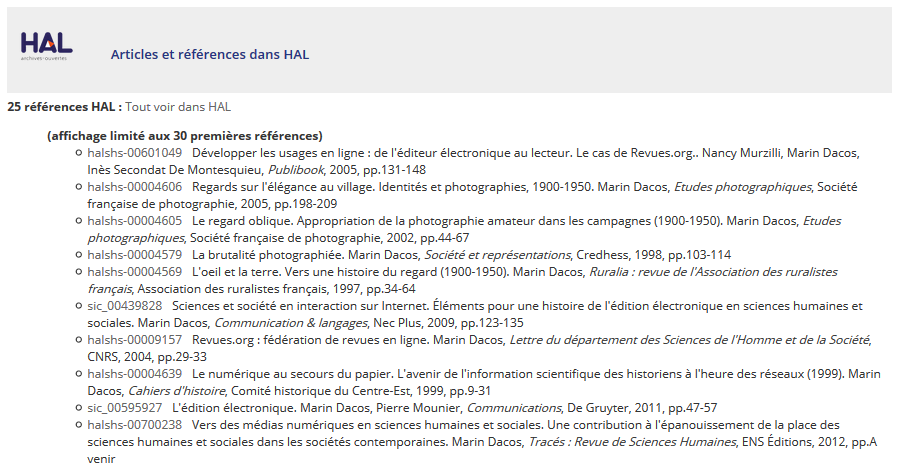 HAL
archives-ouvertes
Articles et références dans HAL
25 références HAL : Tout voir dans HAL
(affichage limité aux 30 premières références)
halshs-00601049 Développer les usages en ligne : de l'éditeur électronique au lecteur. Le cas de Revues.org.. Nancy Murzilli, Marin Dacos,
Inès Secondat De Montesquieu, Publibook, 2005, pp.131-148
halshs-00004606 Regards sur l'élégance au village. Identités et photographies, 1900-1950. Marin Dacos, Etudes photographiques, Société
française de photographie, 2005, pp.198-209
halshs-00004605 Le regard oblique. Appropriation de la photographie amateur dans les campagnes (1900-1950). Marin Dacos, Etudes
photographiques, Société française de photographie, 2002, pp.44-67
halshs-00004579 La brutalité photographiée. Marin Dacos, Société et représentations, Credhess, 1998, pp.103-114
halshs-00004569 L'oeil et la terre. Vers une histoire du regard (1900-1950). Marin Dacos, Ruralia : revue de l'Association des ruralistes
français, Association des ruralistes français, 1997, pp.34-64
sic_00439828 Sciences et société en interaction sur Internet. Éléments pour une histoire de l'édition électronique en sciences humaines et
sociales. Marin Dacos, Communication & langages, Nec Plus, 2009, pp.123-135
halshs-00009157 Revues.org : fédération de revues en ligne. Marin Dacos, Lettre du département des Sciences de l'Homme et de la Société,
CNRS, 2004, pp.29-33
halshs-00004639 Le numérique au secours du papier. L'avenir de l'information scientifique des historiens à l'heure des réseaux (1999). Marin
Dacos, Cahiers d'histoire, Comité historique du Centre-Est, 1999, pp.9-31
sic_00595927 L'édition électronique. Marin Dacos, Pierre Mounier, Communications, De Gruyter, 2011, pp.47-57
halshs-00700238 Vers des médias numériques en sciences humaines et sociales. Une contribution à l'épanouissement de la place des
sciences humaines et sociales dans les sociétés contemporaines. Marin Dacos, Tracés : Revue de Sciences Humaines, ENS Éditions, 2012, pp.A
venir